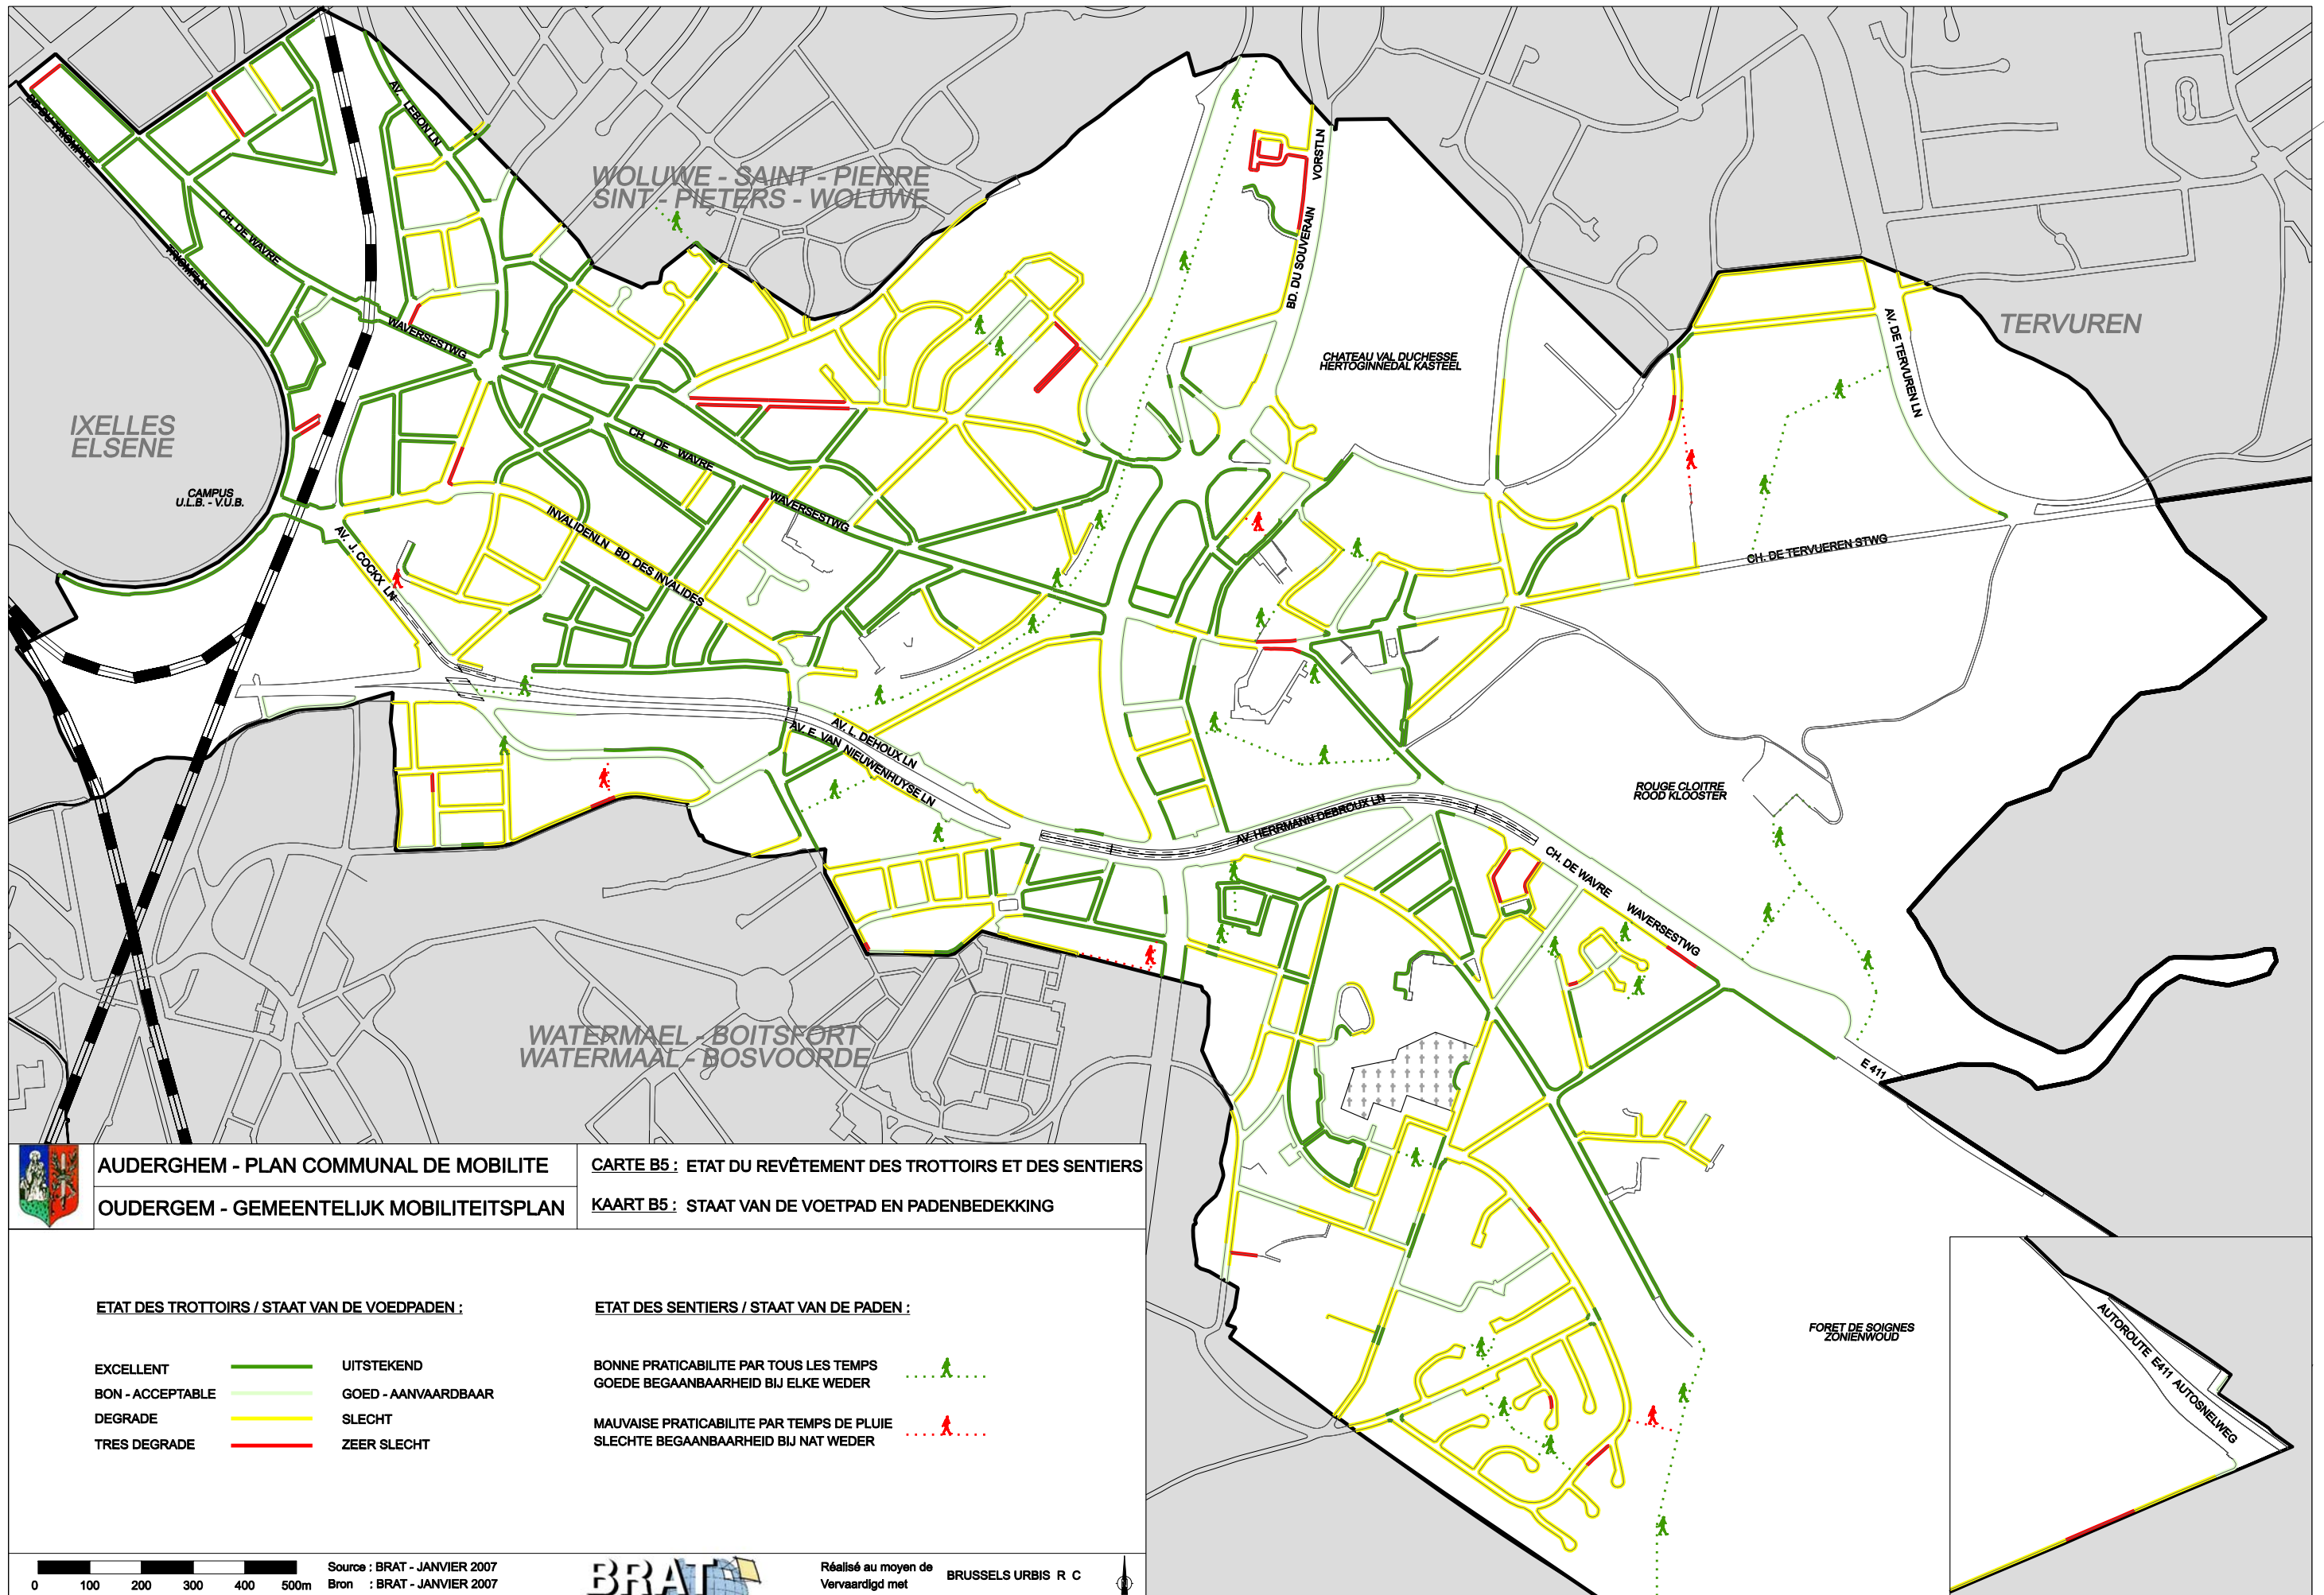 BD DU TRIOMPHE
TRIOMFLN
AV. LEBON LN
CH. DE WAVRE
WAVERSESTWG
WOLUWE - SAINT - PIERRE
SINT - PIETERS - WOLUWE
VORSTLN
BD. DU SOUVERAIN
CHATEAU VAL DUCHESSE
HERTOGINNEDAL KASTEEL
TERVUREN
AV. DE TERVUREN LN
IXELLES
ELSENE
CAMPUS
U.L.B. - V.U.B.
CH. DE WAVRE
WAVERSESTWG
AV. J. COCKX LN
INVALIDENLN BD. DES INVALIDES
CH. DE TERVUEREN STWG
AV. L. DEHOUX LN
AV. E. VAN NIEUWENHUYSE LN
AV. HERRMANN DEBROUX LN
ROUGE CLOITRE
ROOD KLOOSTER
CH. DE WAVRE WAVERSESTWG
WATERMAEL - BOITSFORT
WATERMAAL - BOSVOORDE
E 411
FORET DE SOIGNES
ZONIENWOUD
AUTOROUTE E411 AUTOSNELWEG
AUDERGHEM - PLAN COMMUNAL DE MOBILITE
OUDERGEM - GEMEENTELIJK MOBILITEITSPLAN
CARTE B5 : ETAT DU REVÊTEMENT DES TROTTOIRS ET DES SENTIERS
KAART B5 : STAAT VAN DE VOETPAD EN PADENBEDEKKING
ETAT DES TROTTOIRS / STAAT VAN DE VOEDPADEN :
EXCELLENT UITSTEKEND
BON - ACCEPTABLE GOED - AANVAARDBAAR
DEGRADE SLECHT
TRES DEGRADE ZEER SLECHT
ETAT DES SENTIERS / STAAT VAN DE PADEN :
BONNE PRATICABILITE PAR TOUS LES TEMPS
GOEDE BEGAANBAARHEID BIJ ELKE WEDER
MAUVAISE PRATICABILITE PAR TEMPS DE PLUIE
SLECHTE BEGAANBAARHEID BIJ NAT WEDER
0 100 200 300 400 500m
Source : BRAT - JANVIER 2007
Bron : BRAT - JANVIER 2007
BRAT
Réalisé au moyen de
Vervaardigd met
BRUSSELS URBIS R C